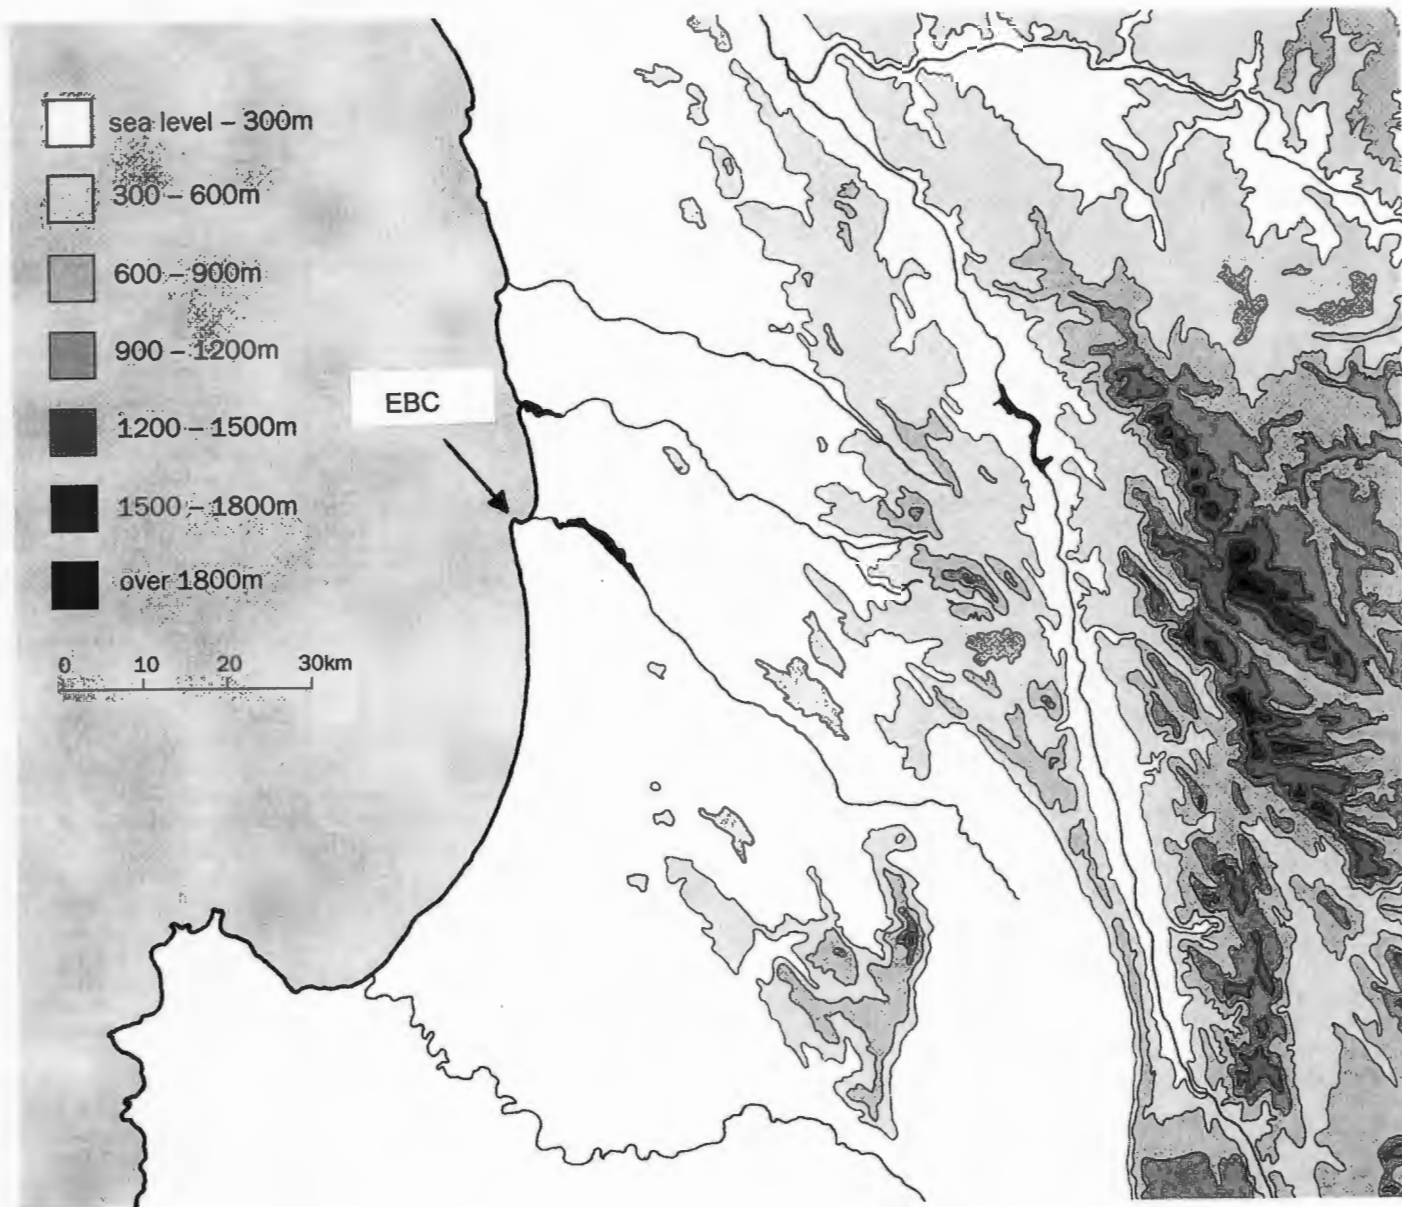 sea level – 300m
300 – 600m
600 – 900m
900 – 1200m
EBC
1200 – 1500m
1500 – 1800m
over 1800m
0 10 20 30km